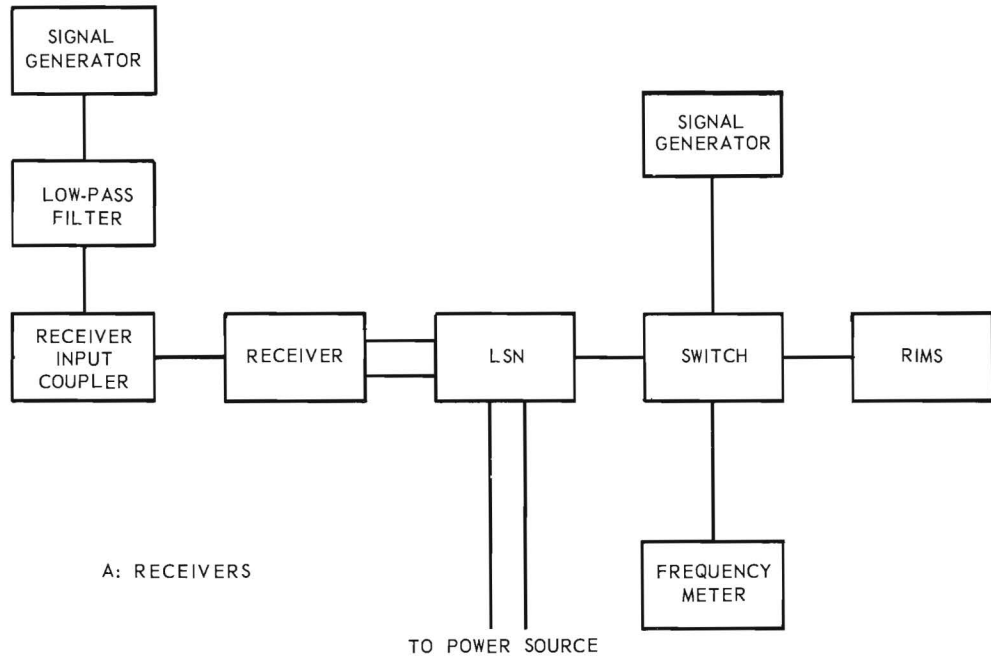 SIGNAL
GENERATOR
LOW-PASS
FILTER
RECEIVER
INPUT
COUPLER
RECEIVER
LSN
SIGNAL
GENERATOR
SWITCH
RIMS
FREQUENCY
METER
A: RECEIVERS
TO POWER SOURCE